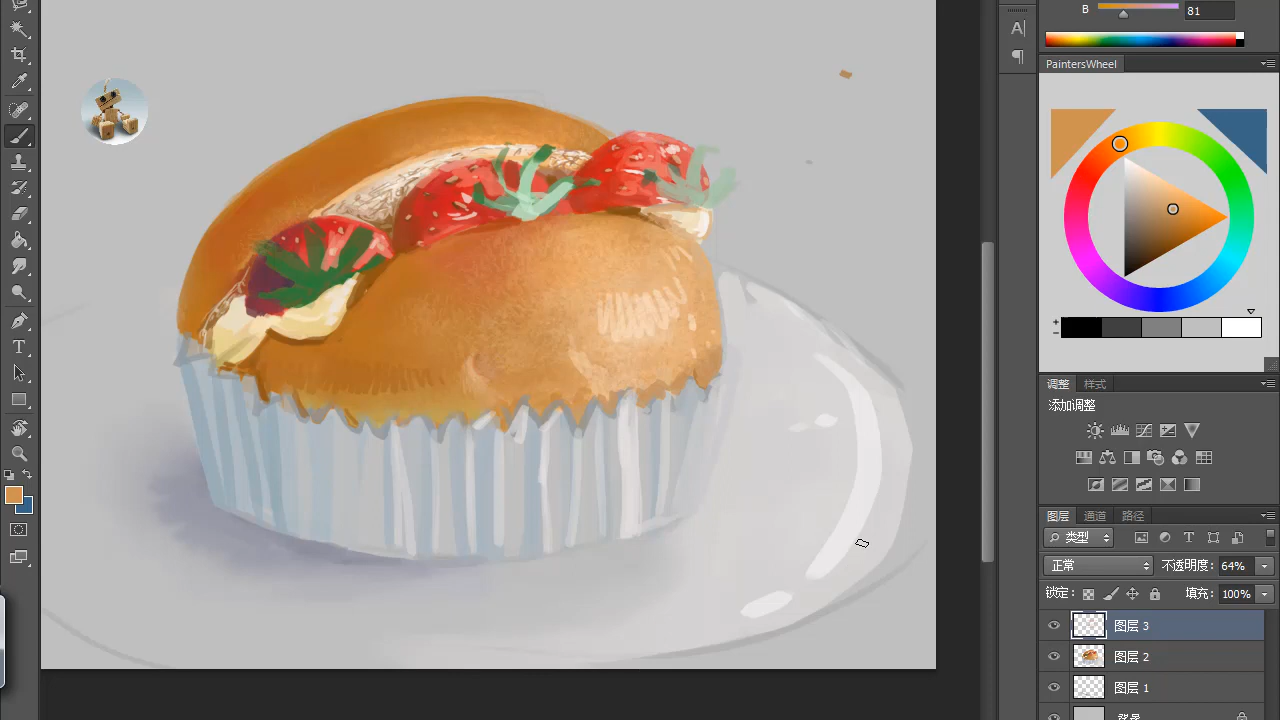 B 81
PaintersWheel
调整 样式
添加调整
图层 通道 路径
类型
正常 不透明度: 64%
锁定: 填充: 100%
图层 3
图层 2
图层 1
背景